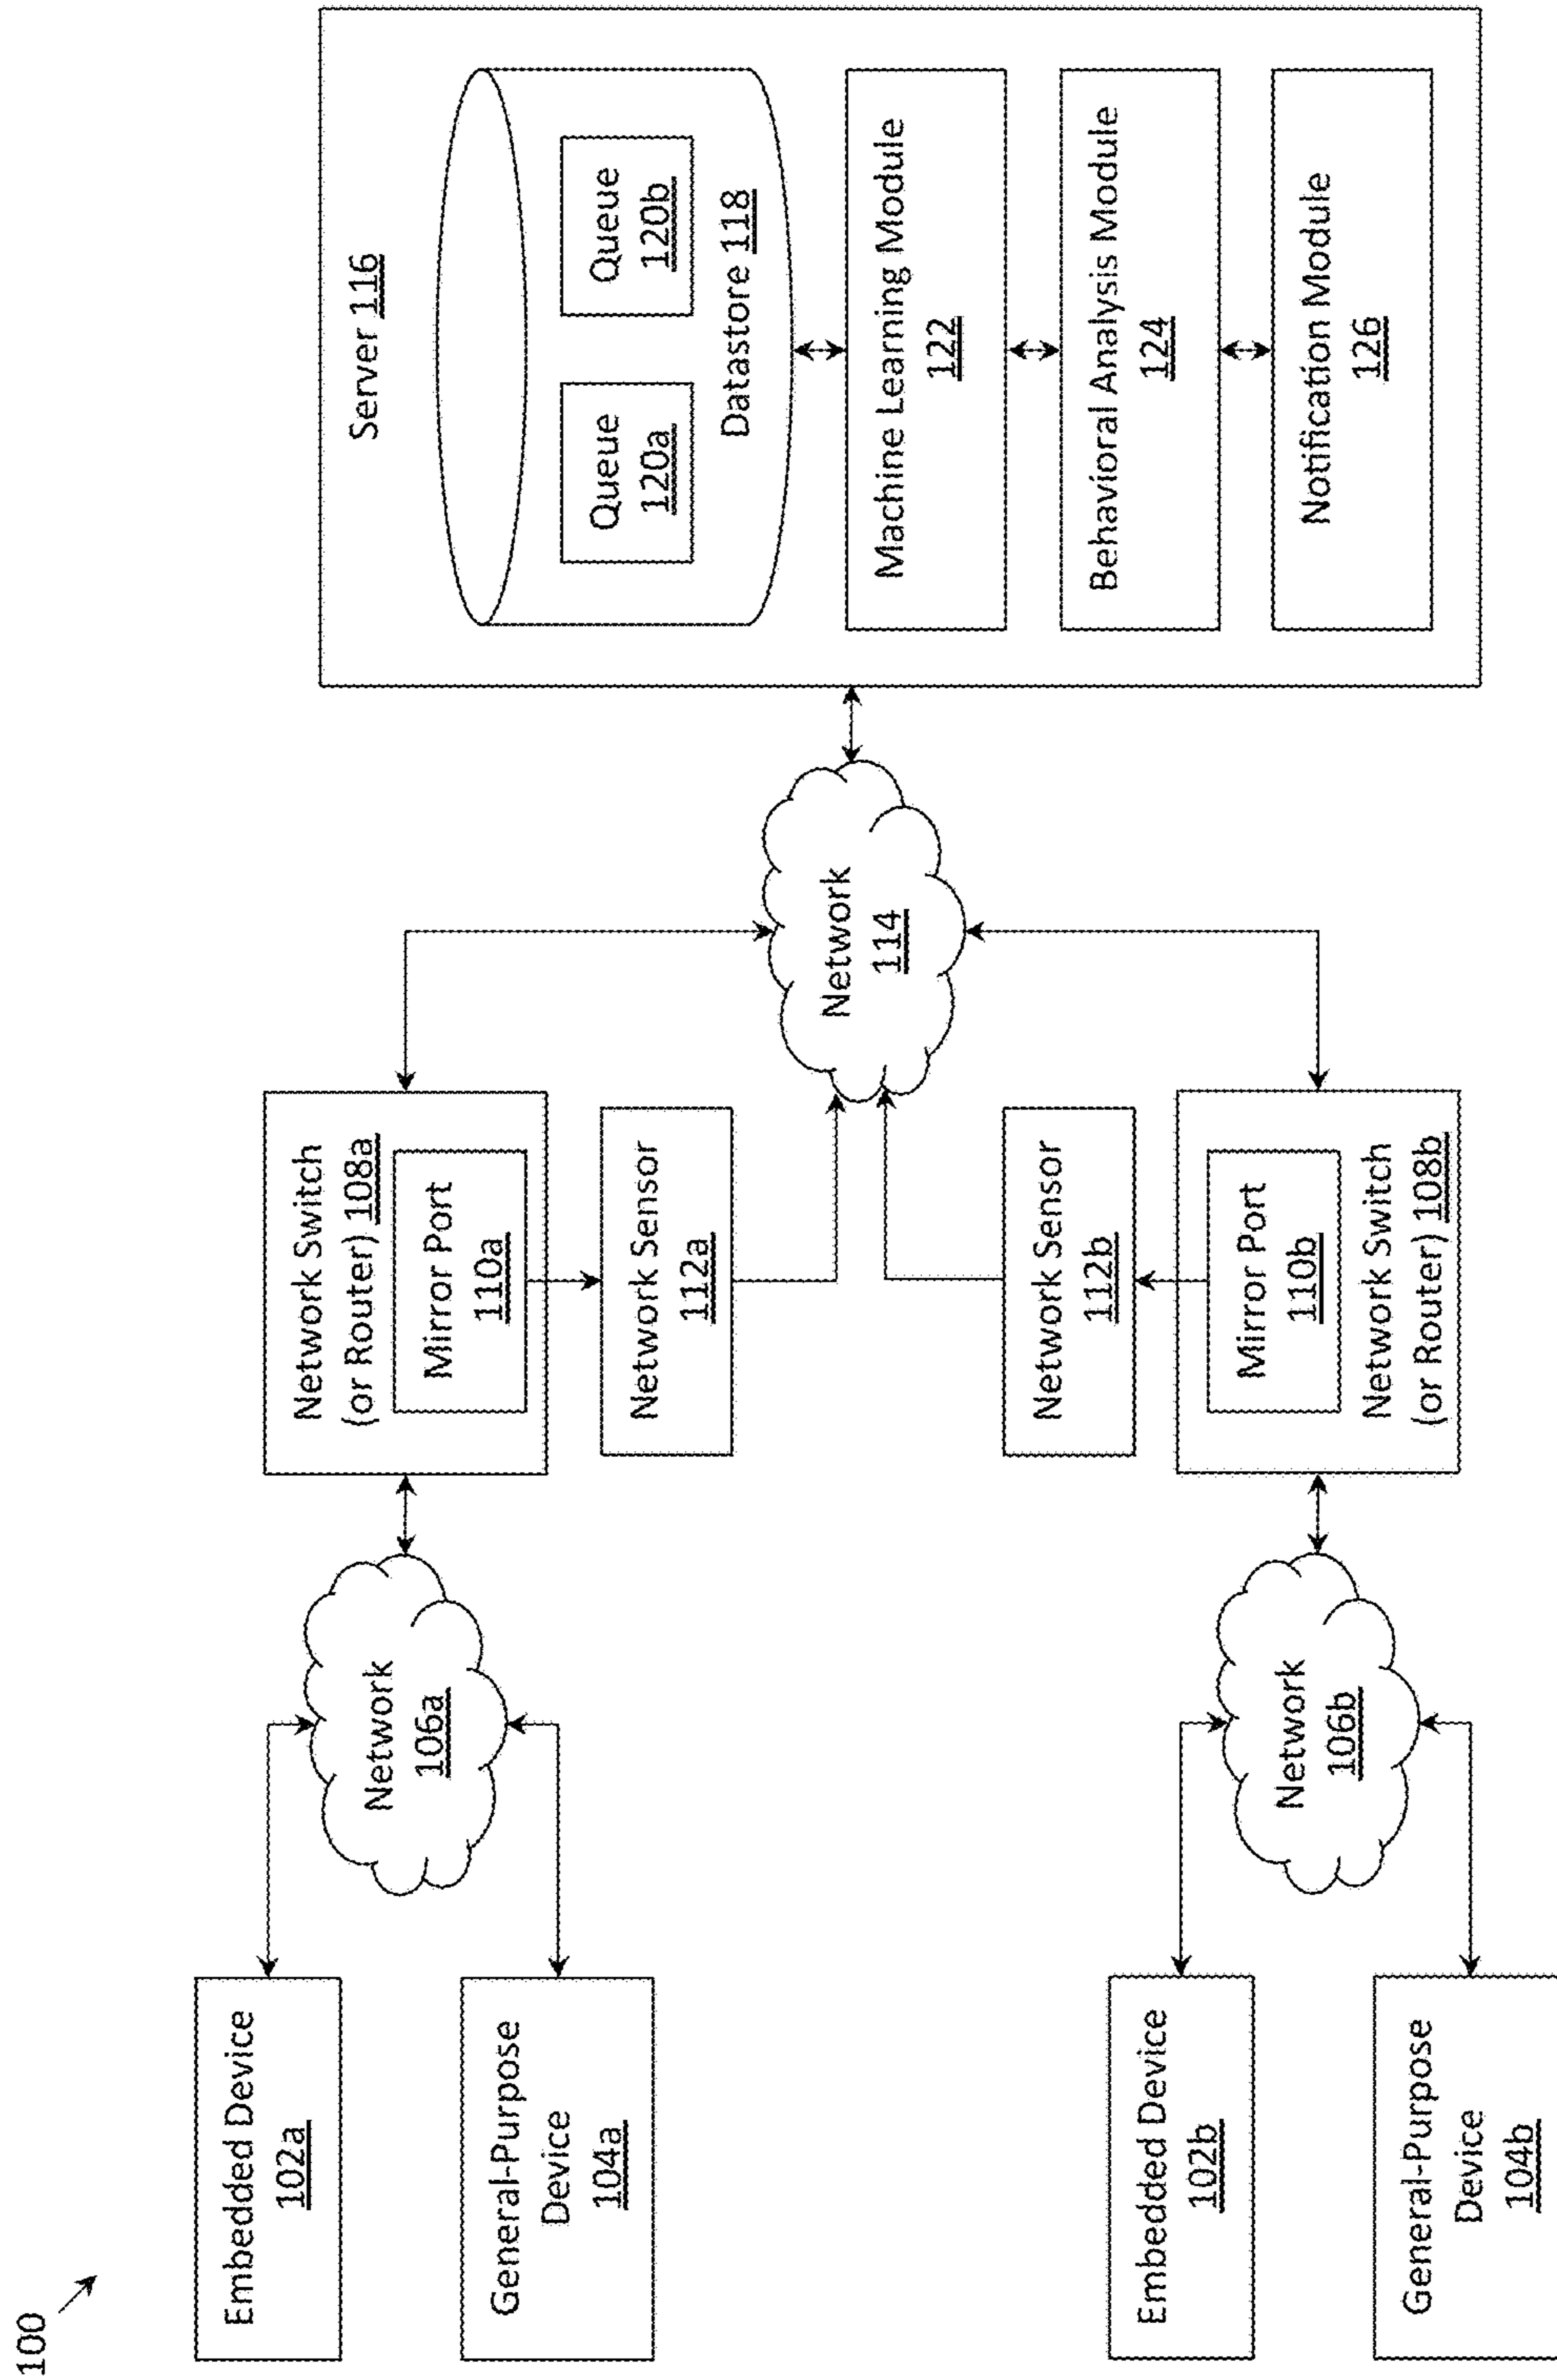 100
Embedded Device
102a
General-Purpose
Device
104a
Network
106a
Network Switch
(or Router) 108a
Mirror Port
110a
Network Sensor
112a
Embedded Device
102b
General-Purpose
Device
104b
Network
106b
Network Sensor
112b
Mirror Port
110b
Network Switch
(or Router) 108b
Network
114
Server 116
Queue
120a
Queue
120b
Datastore 118
Machine Learning Module
122
Behavioral Analysis Module
124
Notification Module
126